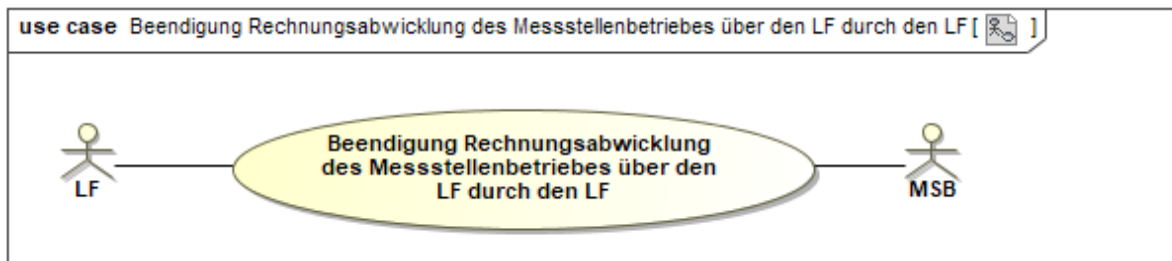 use case Beendigung Rechnungsabwicklung des Messstellenbetriebes über den LF durch den LF [ ]
Beendigung Rechnungsabwicklung
des Messstellenbetriebes über den
LF durch den LF
LF
MSB